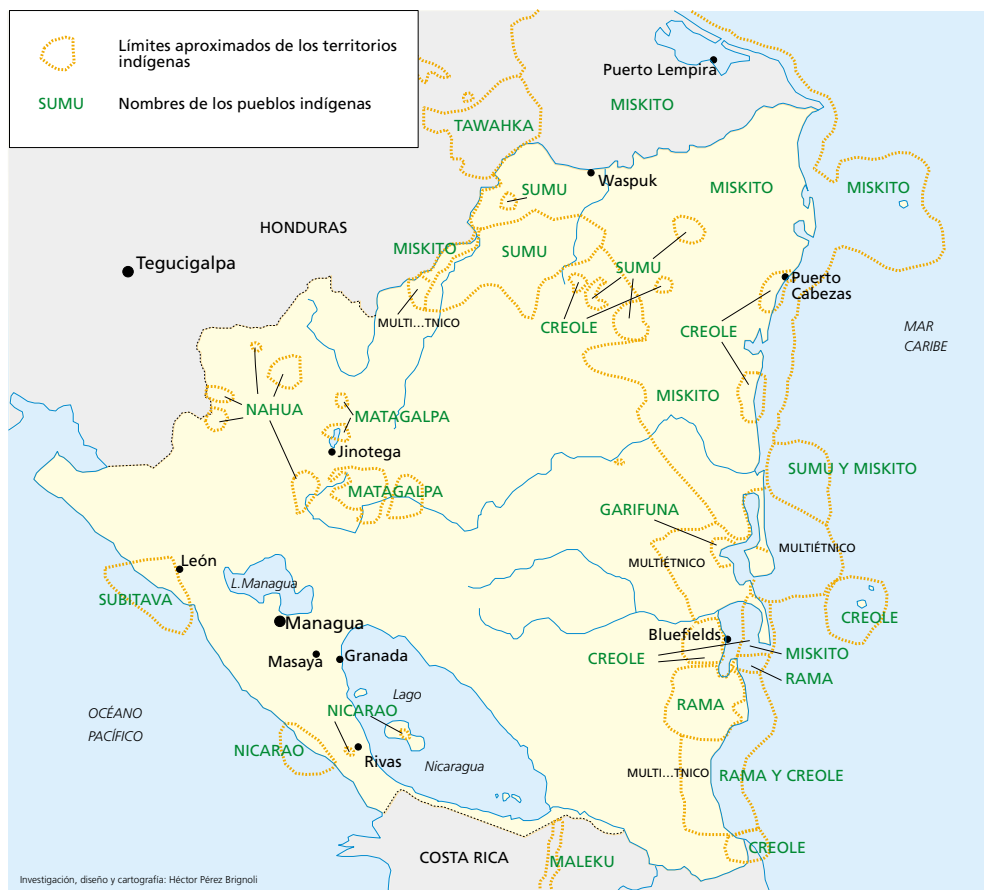 Límites aproximados de los territorios
indígenas
SUMU
Nombres de los pueblos indígenas
Puerto Lempira
MISKITO
TAWAHKA
Waspuk
SUMU
MISKITO
MISKITO
HONDURAS
MISKITO
SUMU
SUMU
Tegucigalpa
Puerto
Cabezas
MULTI...TNICO
CREOLE
CREOLE
MAR
CARIBE
NAHUA
MATAGALPA
MISKITO
Jinotega
SUMU Y MISKITO
MATAGALPA
GARIFUNA
MULTIÉTNICO
MULTIÉTNICO
León
L.Managua
SUBITAVA
CREOLE
Managua
Bluefields
Masaya
Granada
CREOLE
MISKITO
RAMA
Lago
NICARAO
RAMA
OCÉANO
PACÍFICO
NICARAO
Rivas
Nicaragua
MULTI...TNICO
RAMA Y CREOLE
COSTA RICA
MALEKU
CREOLE
Investigación, diseño y cartografía: Héctor Pérez Brignoli